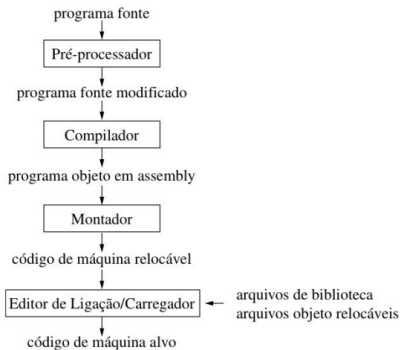 programa fonte
Pré-processador
programa fonte modificado
Compilador
programa objeto em assembly
Montador
código de máquina relocável
Editor de Ligação/Carregador
arquivos de biblioteca
arquivos objeto relocáveis
código de máquina alvo